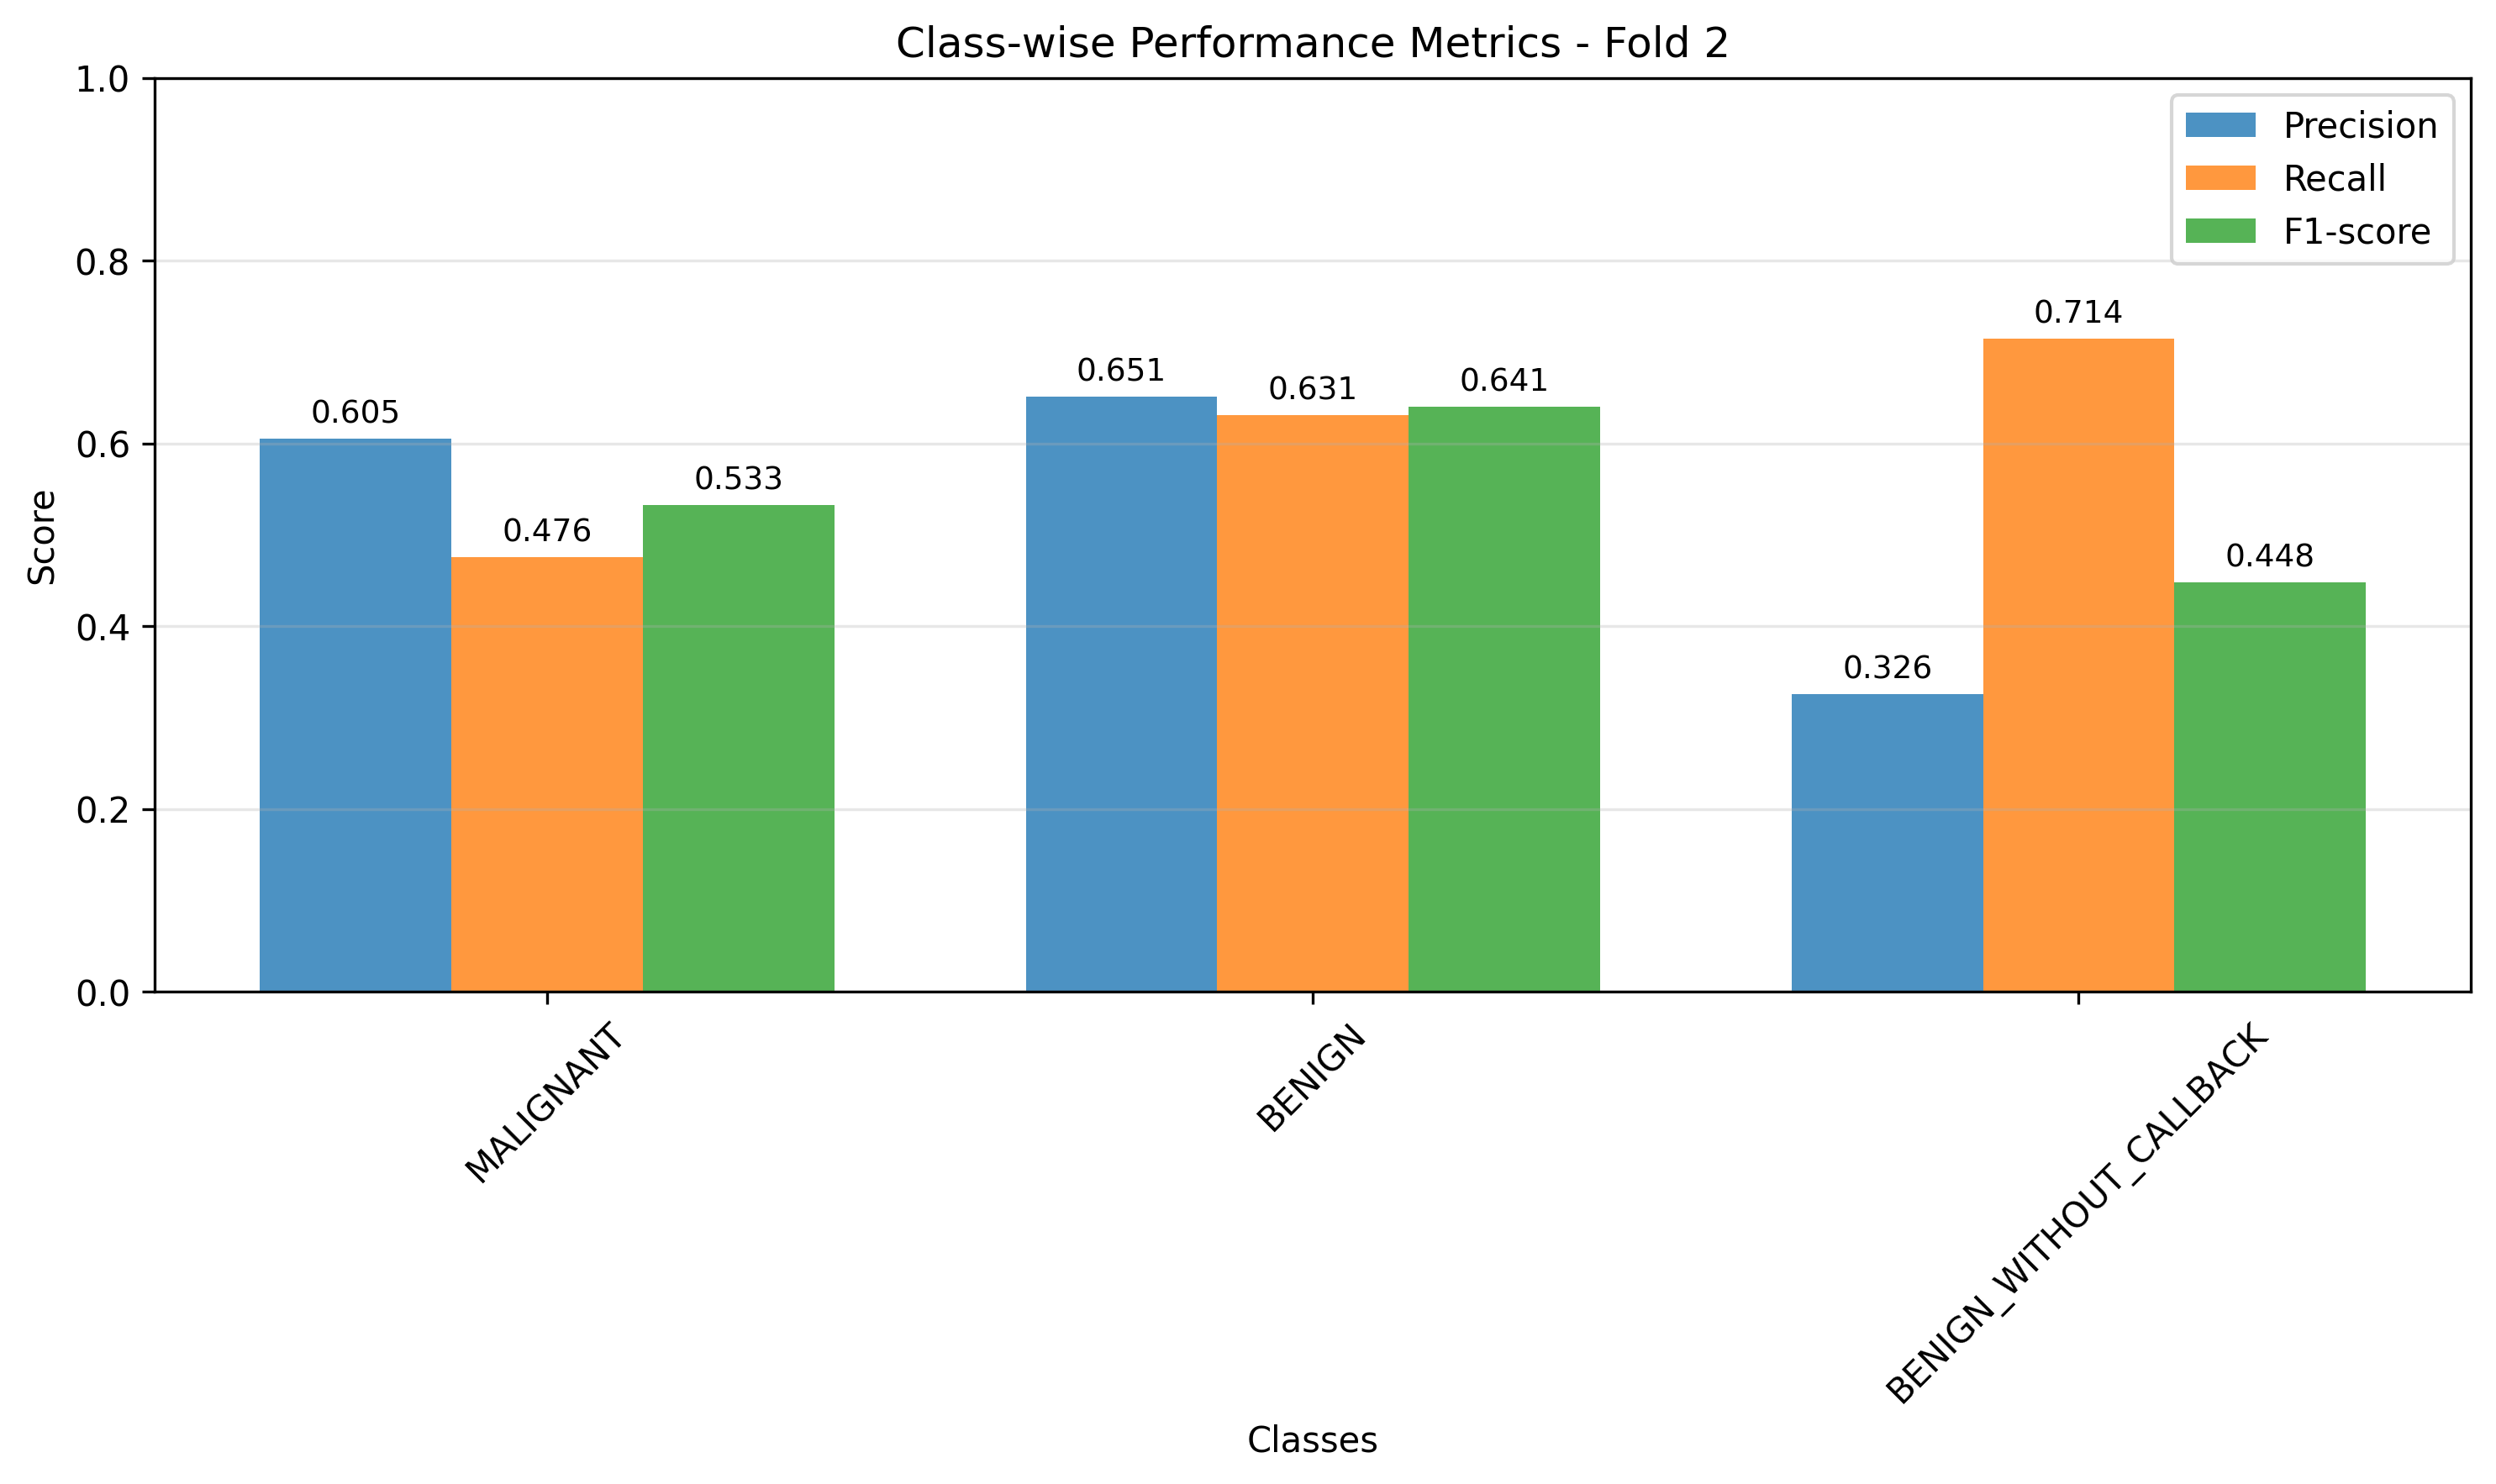 Class-wise Performance Metrics - Fold 2
1.0
0.8
0.6
0.4
0.2
0.0
Score
Precision
Recall
F1-score
0.605
0.476
0.533
0.651
0.631
0.641
0.326
0.714
0.448
MALIGNANT
BENIGN
BENIGN_WITHOUT_CALLBACK
Classes